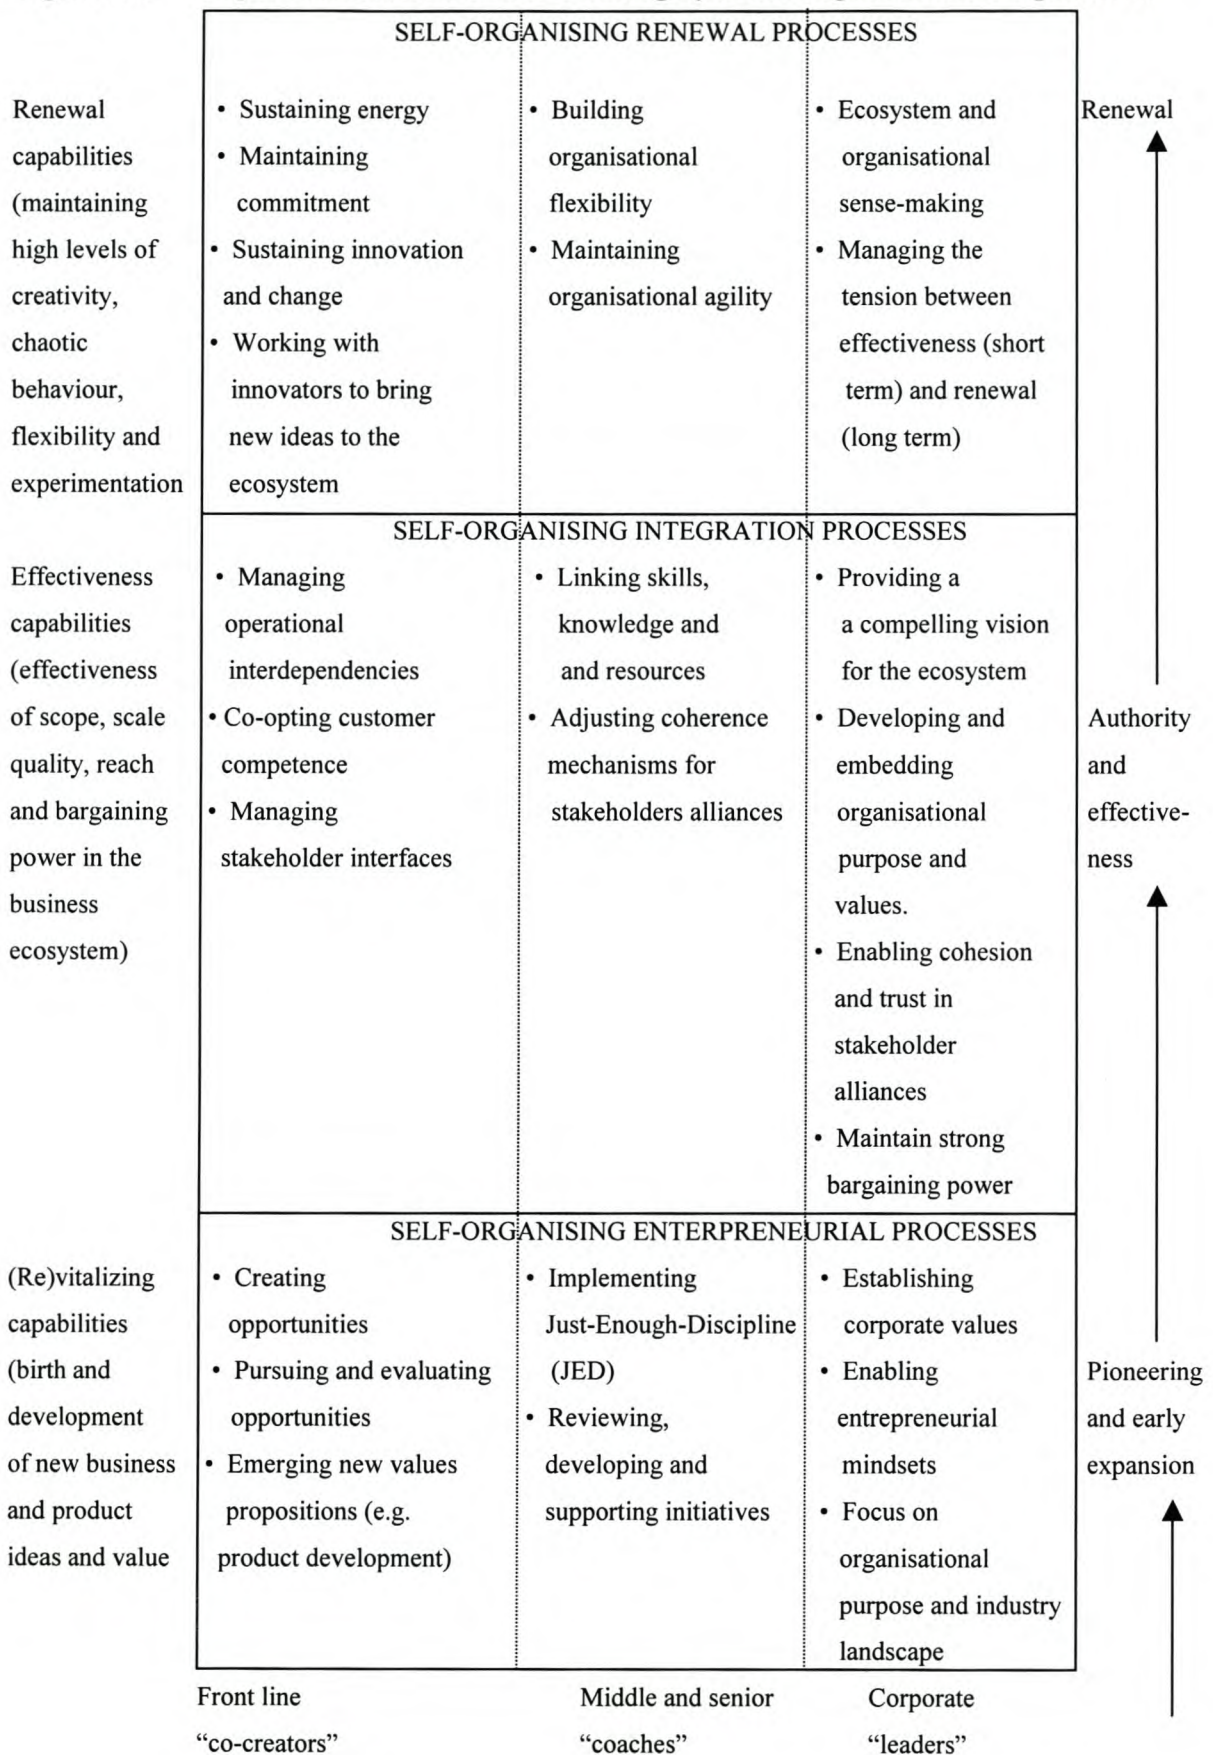 SELF-ORGANISING RENEWAL PROCESSES
Renewal
capabilities
(maintaining
high levels of
creativity,
chaotic
behaviour,
flexibility and
experimentation
• Sustaining energy
• Maintaining
commitment
• Sustaining innovation
and change
• Working with
innovators to bring
new ideas to the
ecosystem
• Building
organisational
flexibility
• Maintaining
organisational agility
• Ecosystem and
organisational
sense-making
• Managing the
tension between
effectiveness (short
term) and renewal
(long term)
Renewal
SELF-ORGANISING INTEGRATION PROCESSES
Effectiveness
capabilities
(effectiveness
of scope, scale
quality, reach
and bargaining
power in the
business
ecosystem)
• Managing
operational
interdependencies
• Co-opting customer
competence
• Managing
stakeholder interfaces
• Linking skills,
knowledge and
and resources
• Adjusting coherence
mechanisms for
stakeholders alliances
• Providing a
a compelling vision
for the ecosystem
• Developing and
embedding
organisational
purpose and
values.
• Enabling cohesion
and trust in
stakeholder
alliances
• Maintain strong
bargaining power
Authority
and
effective-
ness
SELF-ORGANISING ENTERPRENEURIAL PROCESSES
(Re)vitalizing
capabilities
(birth and
development
of new business
and product
ideas and value
• Creating
opportunities
• Pursuing and evaluating
opportunities
• Emerging new values
propositions (e.g.
product development)
• Implementing
Just-Enough-Discipline
(JED)
• Reviewing,
developing and
supporting initiatives
• Establishing
corporate values
• Enabling
entrepreneurial
mindsets
• Focus on
organisational
purpose and industry
landscape
Pioneering
and early
expansion
Front line
“co-creators”
Middle and senior
“coaches”
Corporate
“leaders”